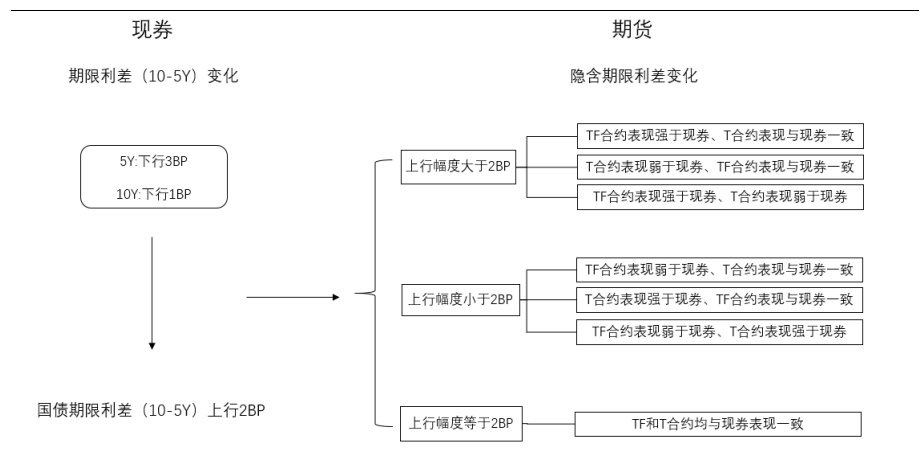 现券
期货
期限利差（10-5Y）变化
隐含期限利差变化
5Y:下行3BP
10Y:下行1BP
国债期限利差（10-5Y）上行2BP
上行幅度大于2BP
TF合约表现强于现券、T合约表现与现券一致
T合约表现弱于现券、TF合约表现与现券一致
TF合约表现强于现券、T合约表现弱于现券
上行幅度小于2BP
TF合约表现弱于现券、T合约表现与现券一致
T合约表现强于现券、TF合约表现与现券一致
TF合约表现弱于现券、T合约表现强于现券
上行幅度等于2BP
TF和T合约均与现券表现一致